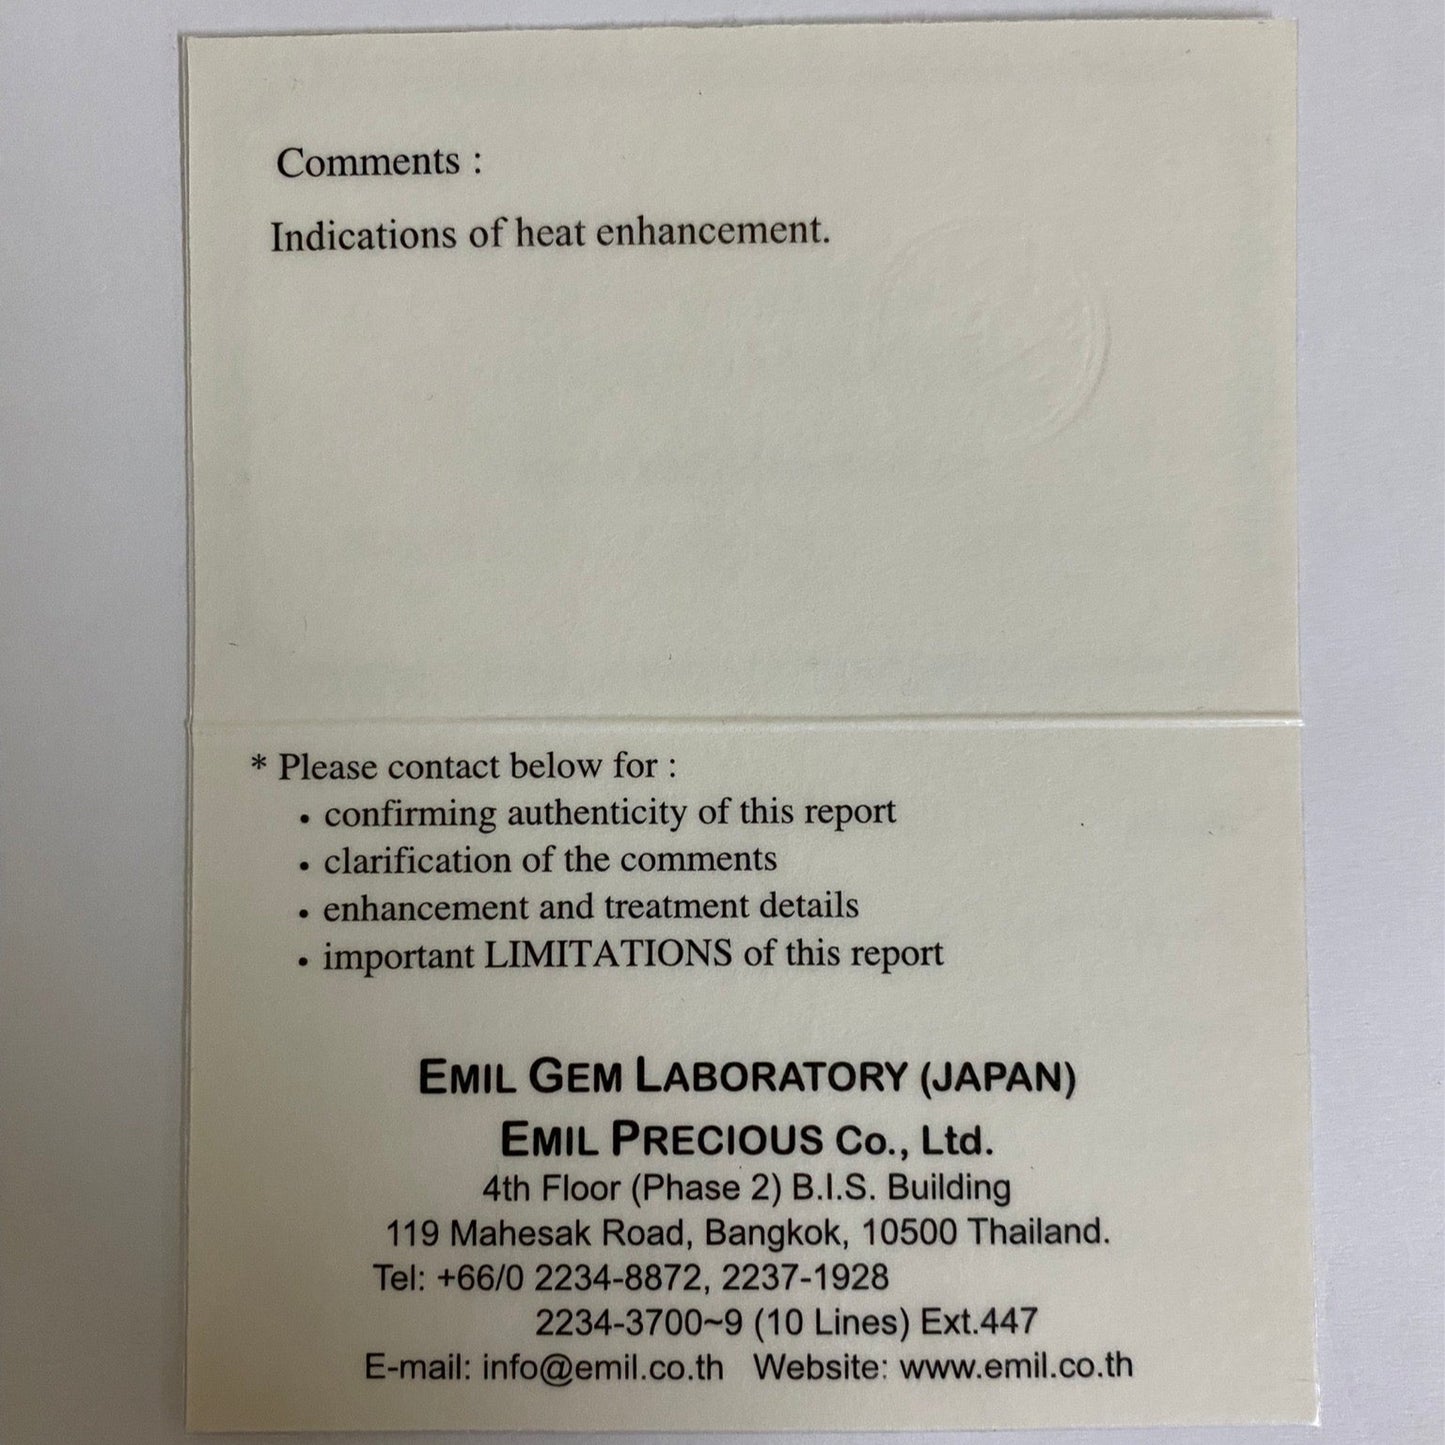 Comments :
Indications of heat enhancement.
* Please contact below for :
• confirming authenticity of this report
• clarification of the comments
• enhancement and treatment details
• important LIMITATIONS of this report
EMIL GEM LABORATORY (JAPAN)
EMIL PRECIOUS Co., Ltd.
4th Floor (Phase 2) B.I.S. Building
119 Mahesak Road, Bangkok, 10500 Thailand.
Tel: +66/0 2234-8872, 2237-1928
2234-3700~9 (10 Lines) Ext.447
E-mail: info@emil.co.th Website: www.emil.co.th